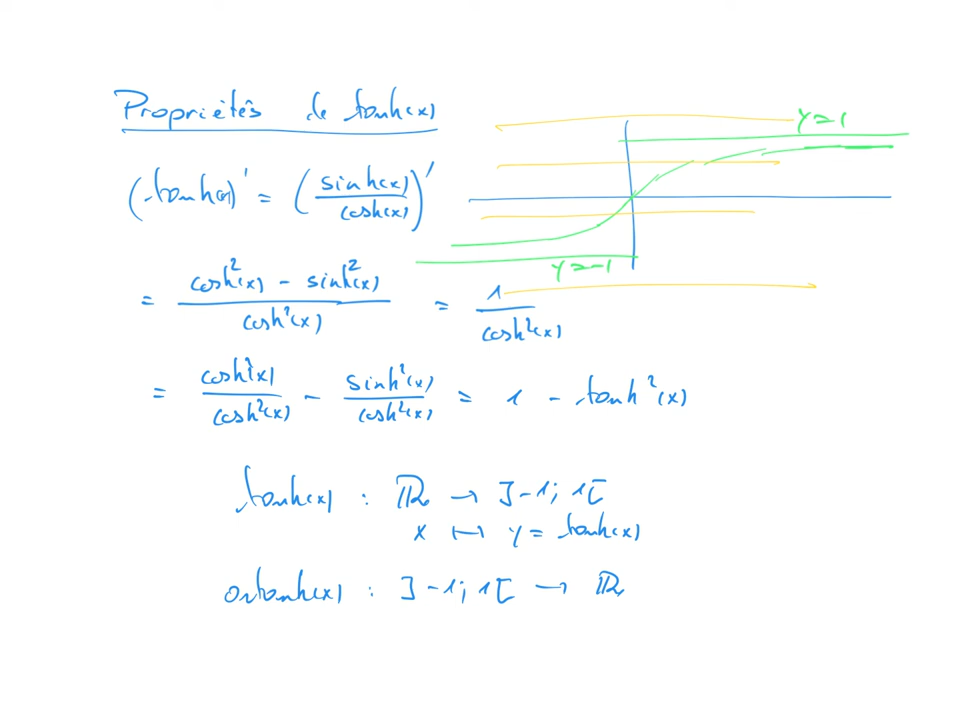 Propriétés de tanh(x)
y = 1
(tanh(x))' = (sinh(x)/cosh(x))'
y = -1
= (cosh²(x) - sinh²(x))/cosh²(x) = 1/cosh²(x)
= cosh²(x)/cosh²(x) - sinh²(x)/cosh²(x) = 1 - tanh²(x)
tanh(x) : ℝ → ]-1; 1[
x ↦ y = tanh(x)
artanh(x) : ]-1; 1[ → ℝ